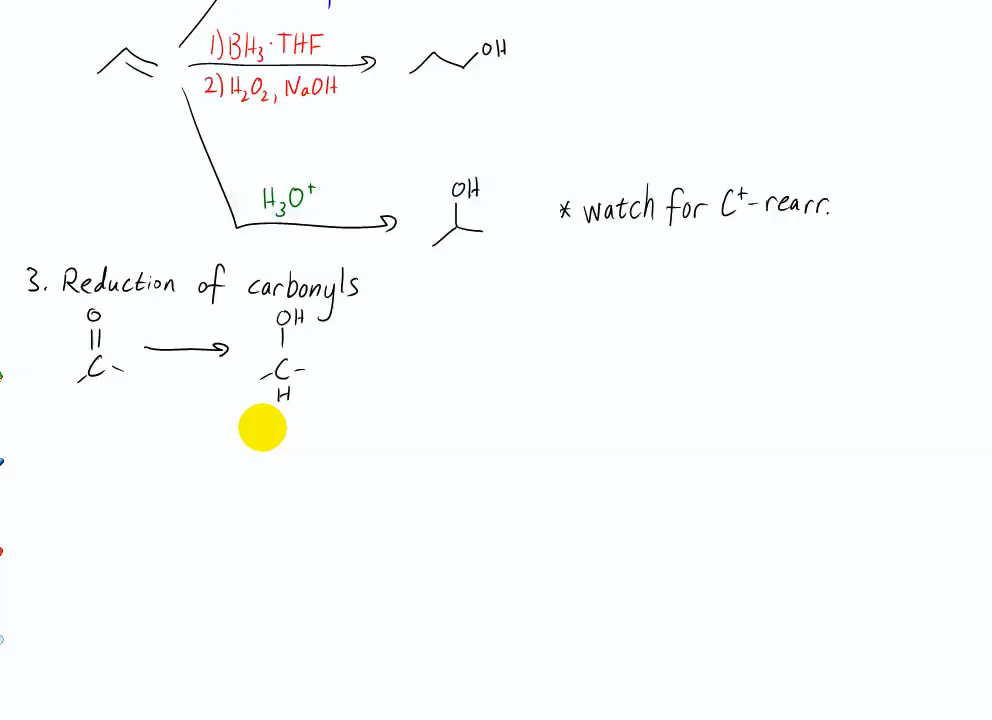 1) BH₃·THF
OH
2) H₂O₂, NaOH
H₃O⁺
OH
* watch for C⁺-rearr.
3. Reduction of carbonyls
O
OH
C
C
H